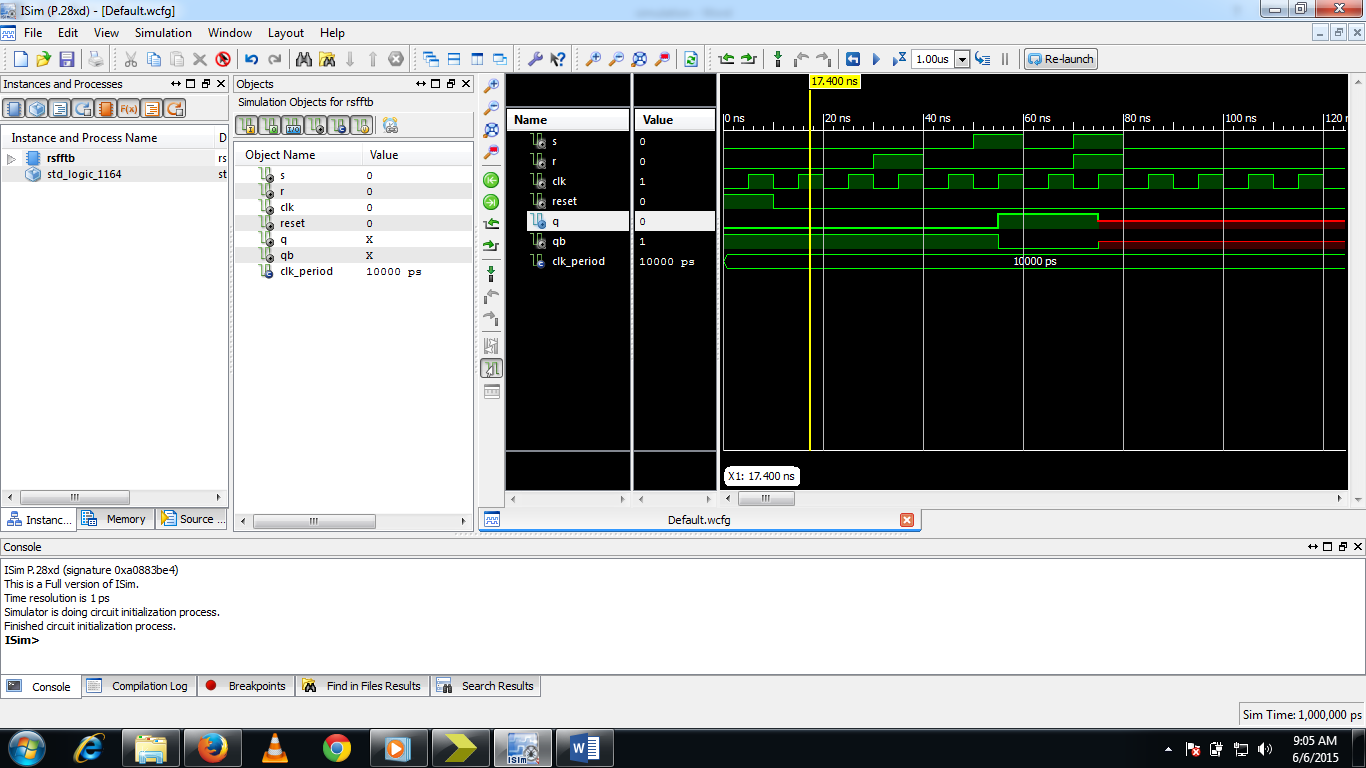 ISim (P.28xd) - [Default.wcfg]
File Edit View Simulation Window Layout Help
1.00us Re-launch
Instances and Processes
Instance and Process Name D
rsfftb rs
std_logic_1164 st
Instanc... Memory Source ...
Objects
Simulation Objects for rsfftb
Object Name Value
s 0
r 0
clk 0
reset 0
q X
qb X
clk_period 10000 ps
Name Value
s 0
r 0
clk 1
reset 0
q 0
qb 1
clk_period 10000 ps
17.400 ns
0 ns 20 ns 40 ns 60 ns 80 ns 100 ns 120 n
10000 ps
X1: 17.400 ns
Default.wcfg
Console
ISim P.28xd (signature 0xa0883be4)
This is a Full version of ISim.
Time resolution is 1 ps
Simulator is doing circuit initialization process.
Finished circuit initialization process.
ISim>
Console Compilation Log Breakpoints Find in Files Results Search Results
Sim Time: 1,000,000 ps
9:05 AM
6/6/2015